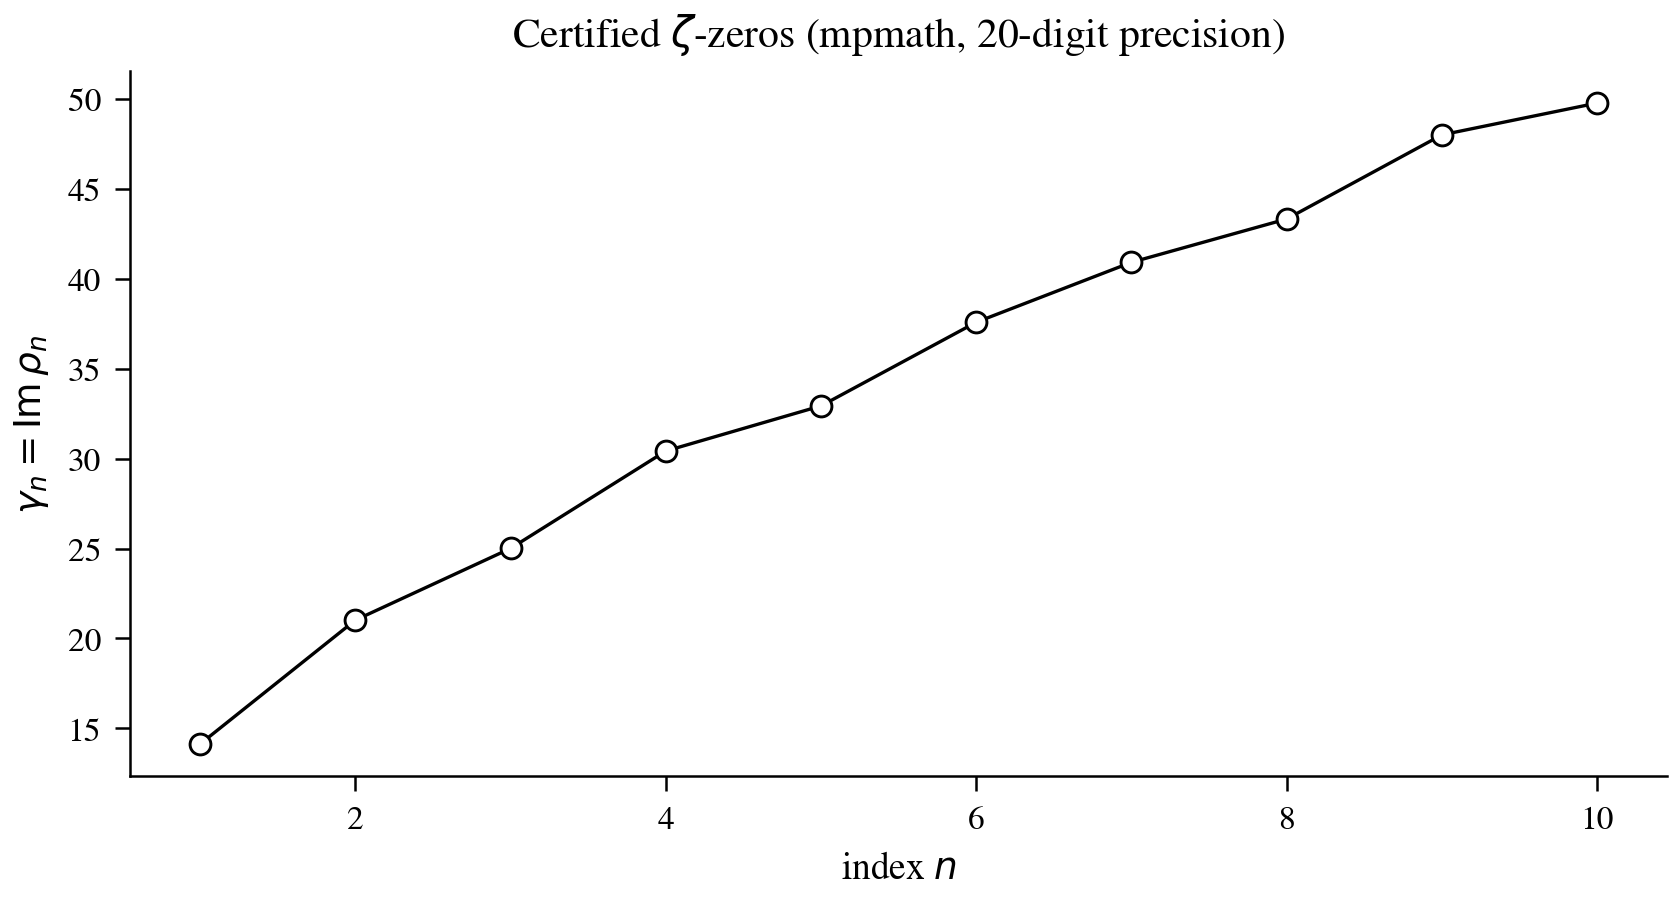 Certified ζ-zeros (mpmath, 20-digit precision)
50
45
40
35
30
25
20
15
γₙ = Im ρₙ
2 4 6 8 10
index n